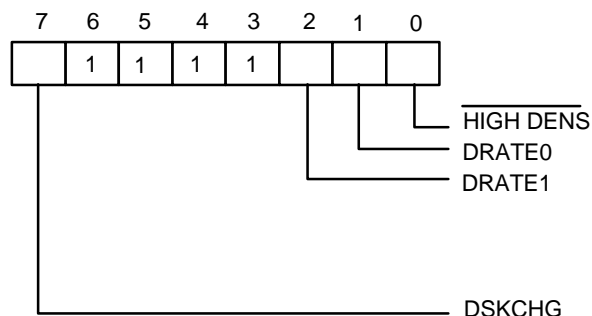 7 6 5 4 3 2 1 0
1 1 1 1
HIGH DENS
DRATE0
DRATE1
DSKCHG